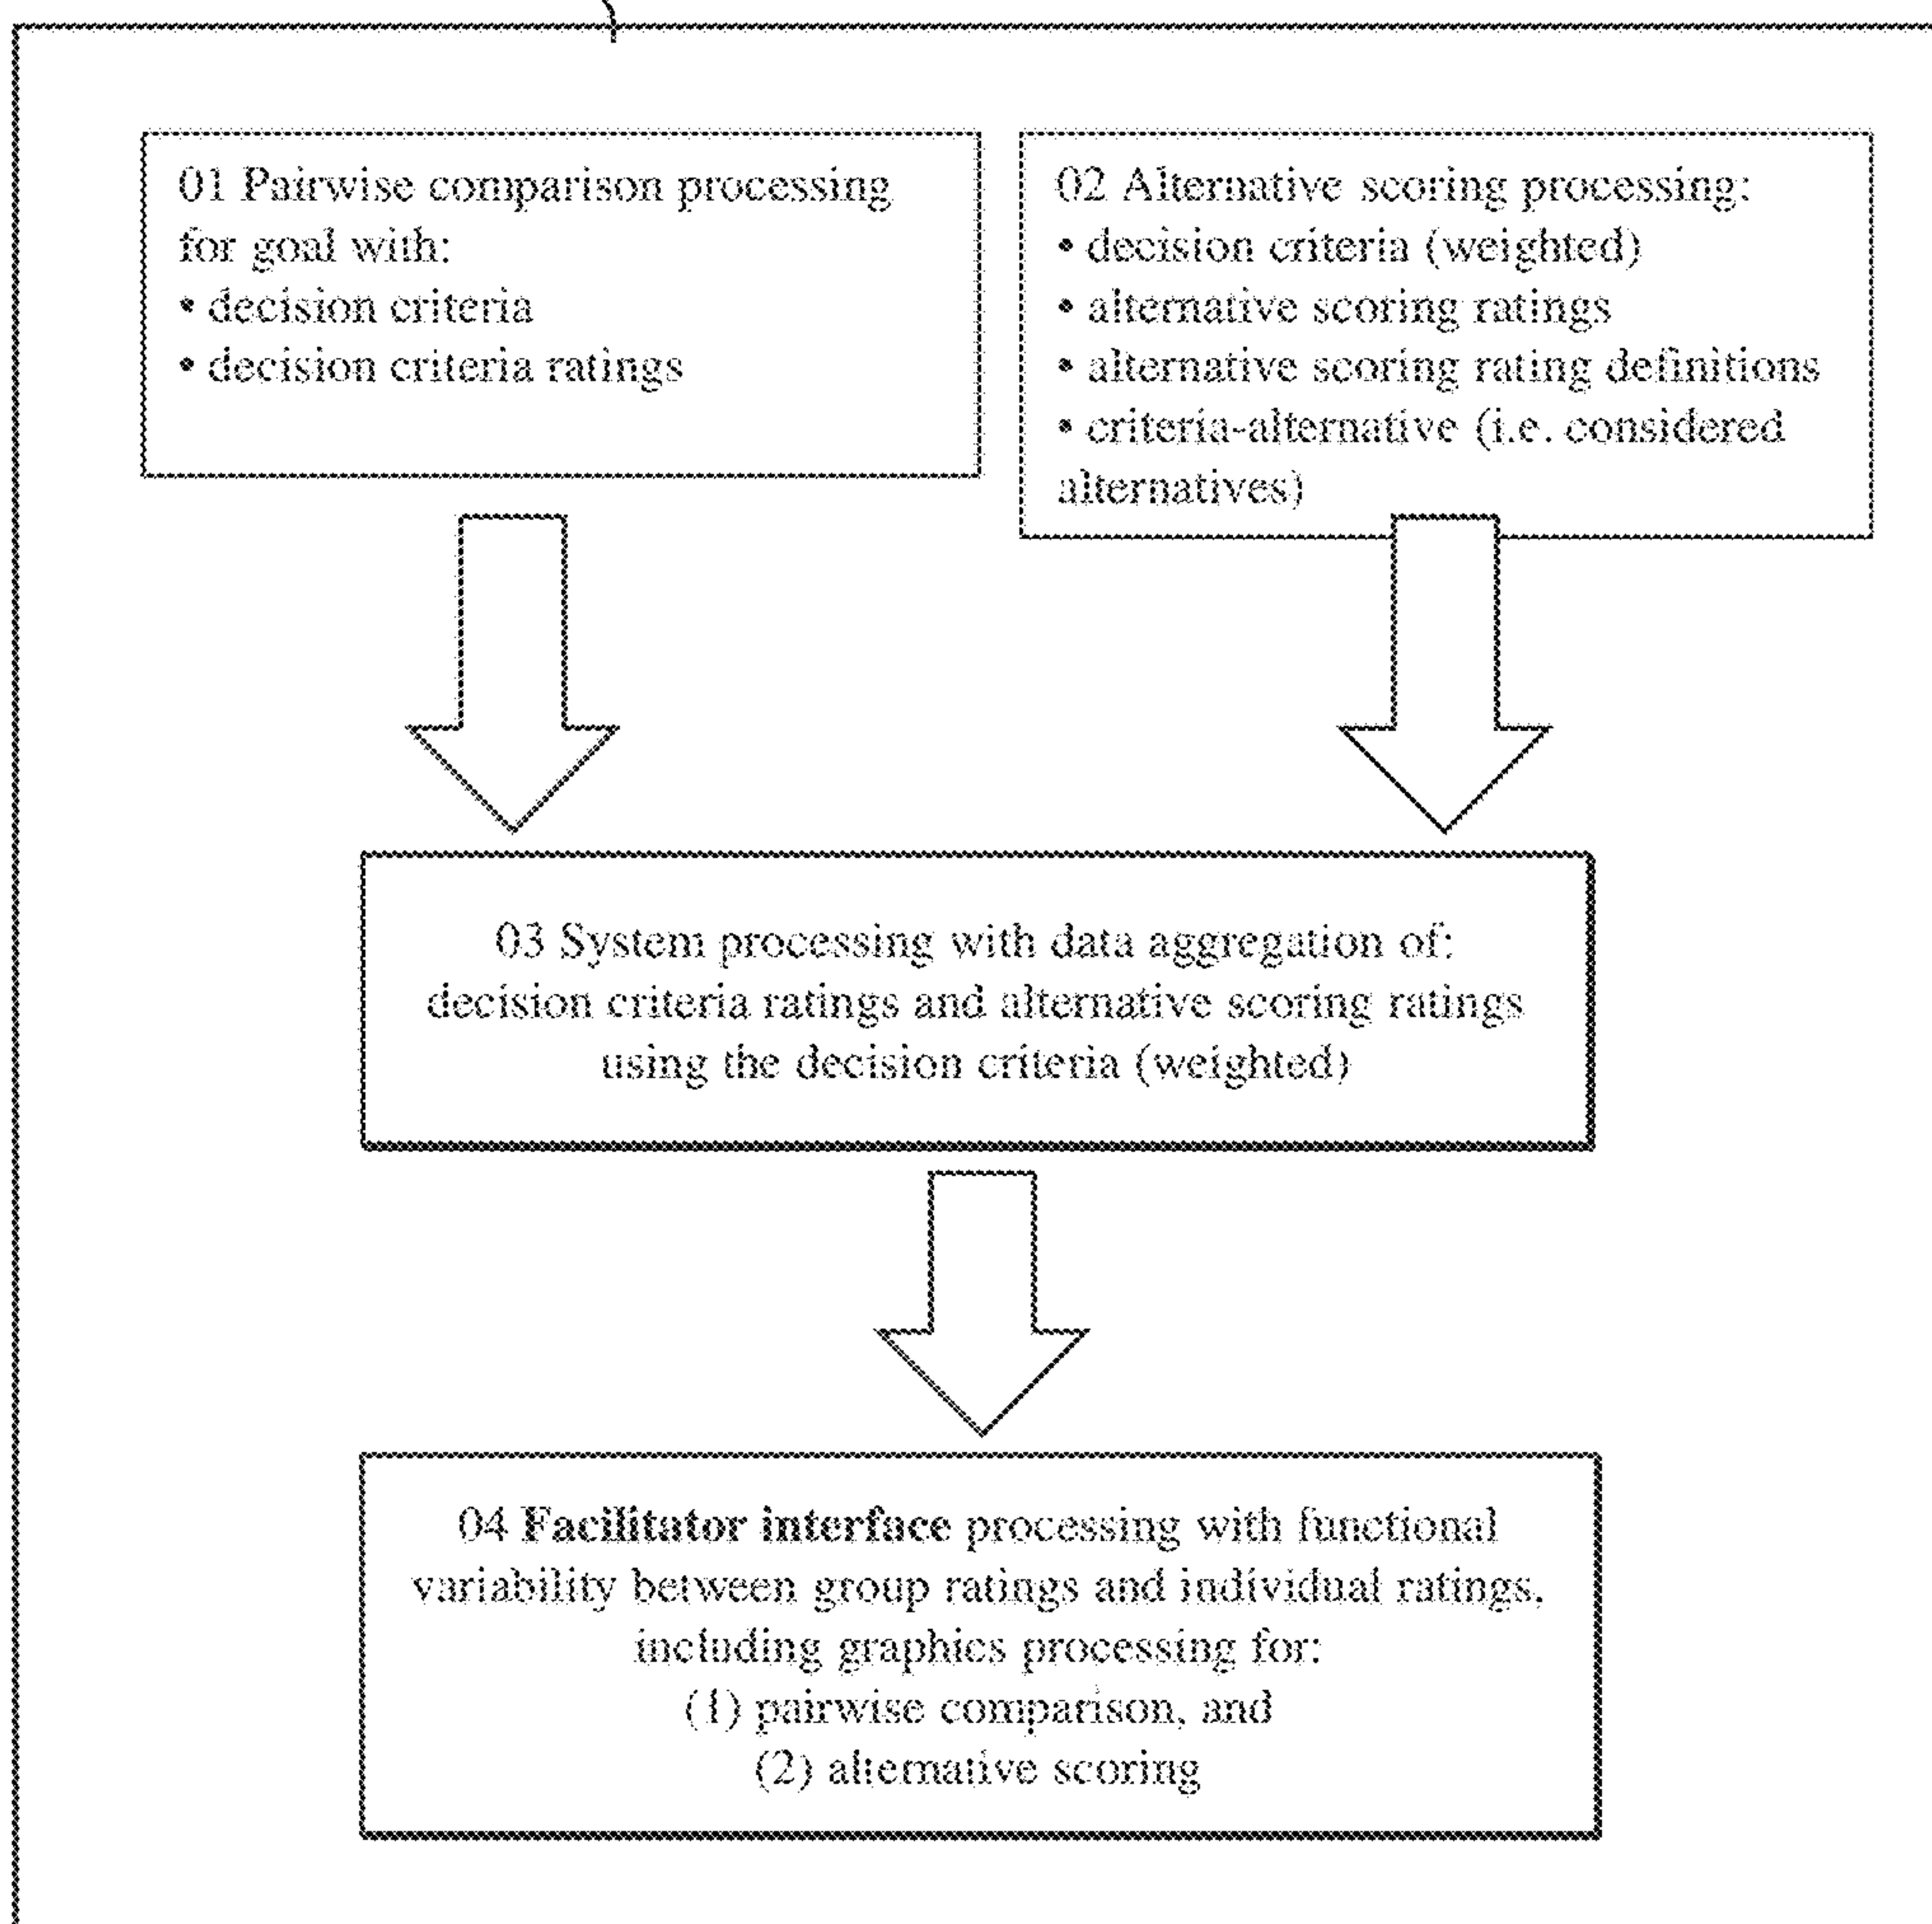 01 Pairwise comparison processing
for goal with:
• decision criteria
• decision criteria ratings
02 Alternative scoring processing:
• decision criteria (weighted)
• alternative scoring ratings
• alternative scoring rating definitions
• criteria-alternative (i.e. considered
alternatives)
03 System processing with data aggregation of:
decision criteria ratings and alternative scoring ratings
using the decision criteria (weighted)
04 Facilitator interface processing with functional
variability between group ratings and individual ratings,
including graphics processing for:
(1) pairwise comparison, and
(2) alternative scoring